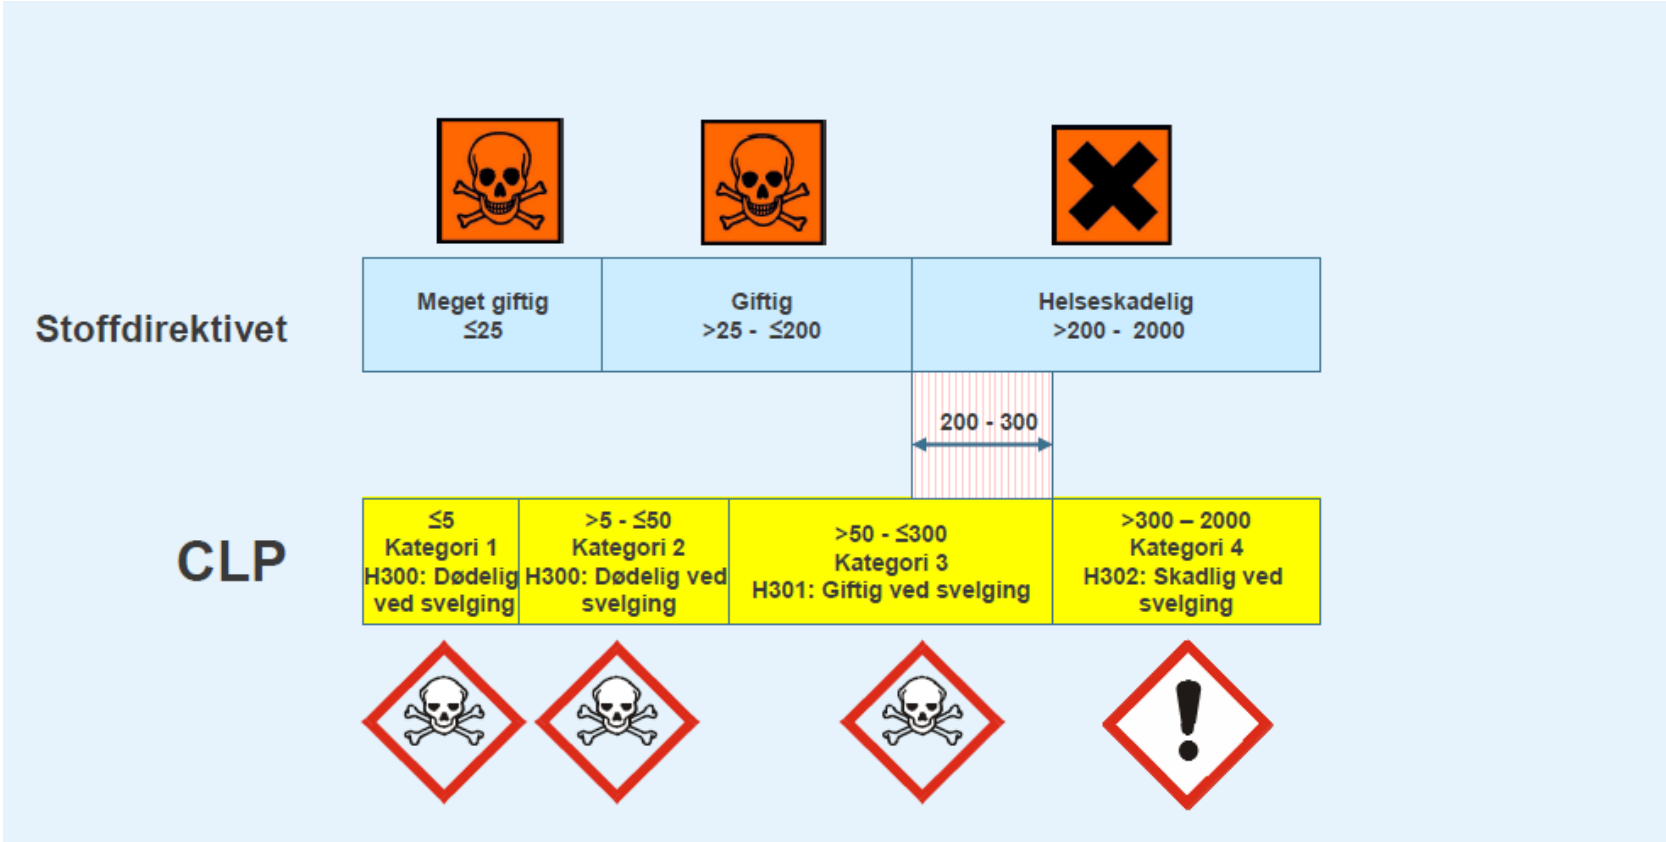 Stoffdirektivet
Meget giftig
≤25
Giftig
>25 - ≤200
Helseskadelig
>200 - 2000
200 - 300
CLP
≤5
Kategori 1
H300: Dødelig
ved svelging
>5 - ≤50
Kategori 2
H300: Dødelig ved
svelging
>50 - ≤300
Kategori 3
H301: Giftig ved svelging
>300 – 2000
Kategori 4
H302: Skadlig ved
svelging